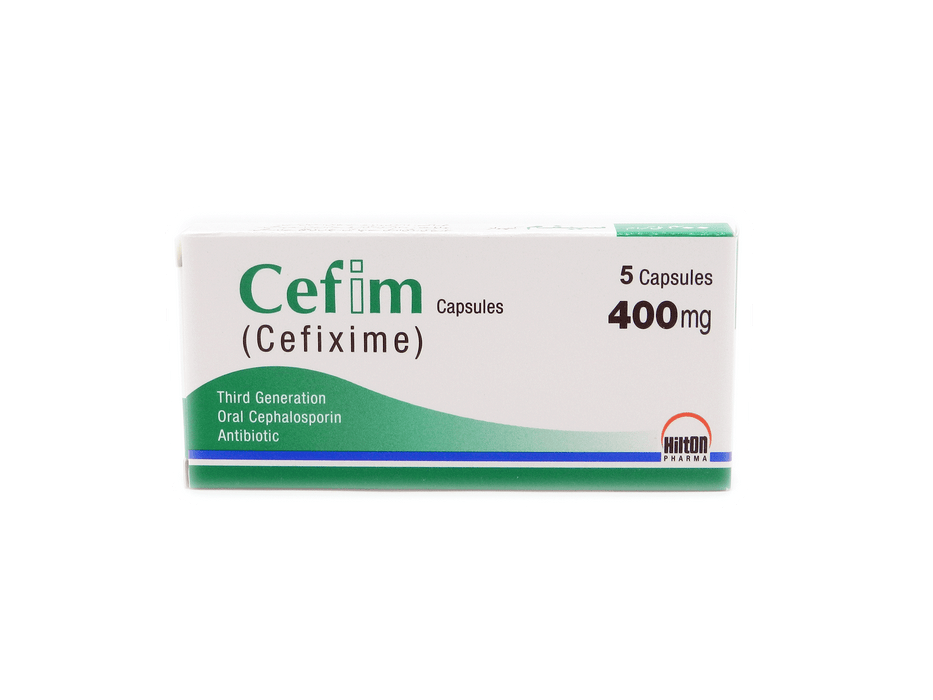 Cefim Capsules
(Cefixime)
5 Capsules
400mg
Third Generation
Oral Cephalosporin
Antibiotic
Hilton
PHARMA